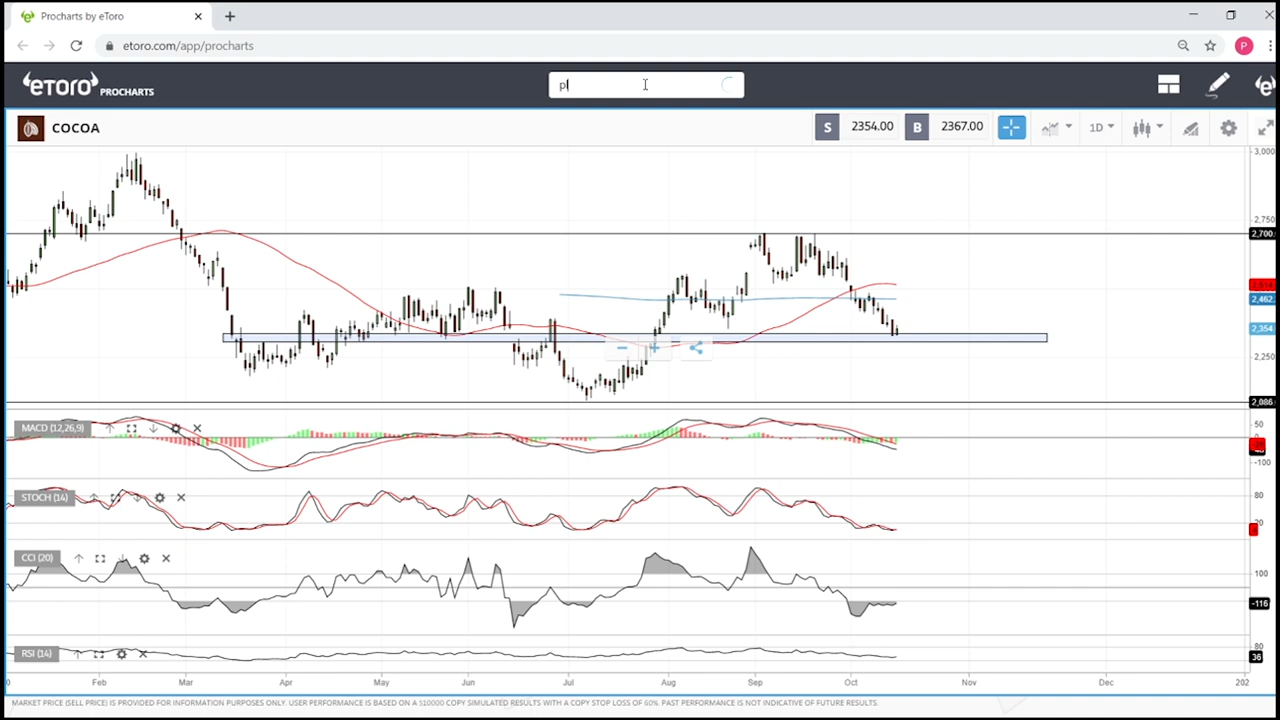 Procharts by eToro
etoro.com/app/procharts
P
eTORO PROCHARTS
pl
COCOA
S 2354.00 B 2367.00 1D
3,000
2,750
2,700
2,462
2,354
2,250
2,086
MACD (12,26,9)
50
0
-100
STOCH (14)
80
20
CCI (20)
100
-116
RSI (14)
80
36
Feb Mar Apr May Jun Jul Aug Sep Oct Nov Dec 202
MARKET PRICE (SELL PRICE) IS PROVIDED FOR INFORMATION PURPOSES ONLY. USER PERFORMANCE IS BASED ON A $10000 COPY SIMULATED RESULTS WITH A COPY STOP LOSS OF 60%. PAST PERFORMANCE IS NOT INDICATIVE OF FUTURE RESULTS.